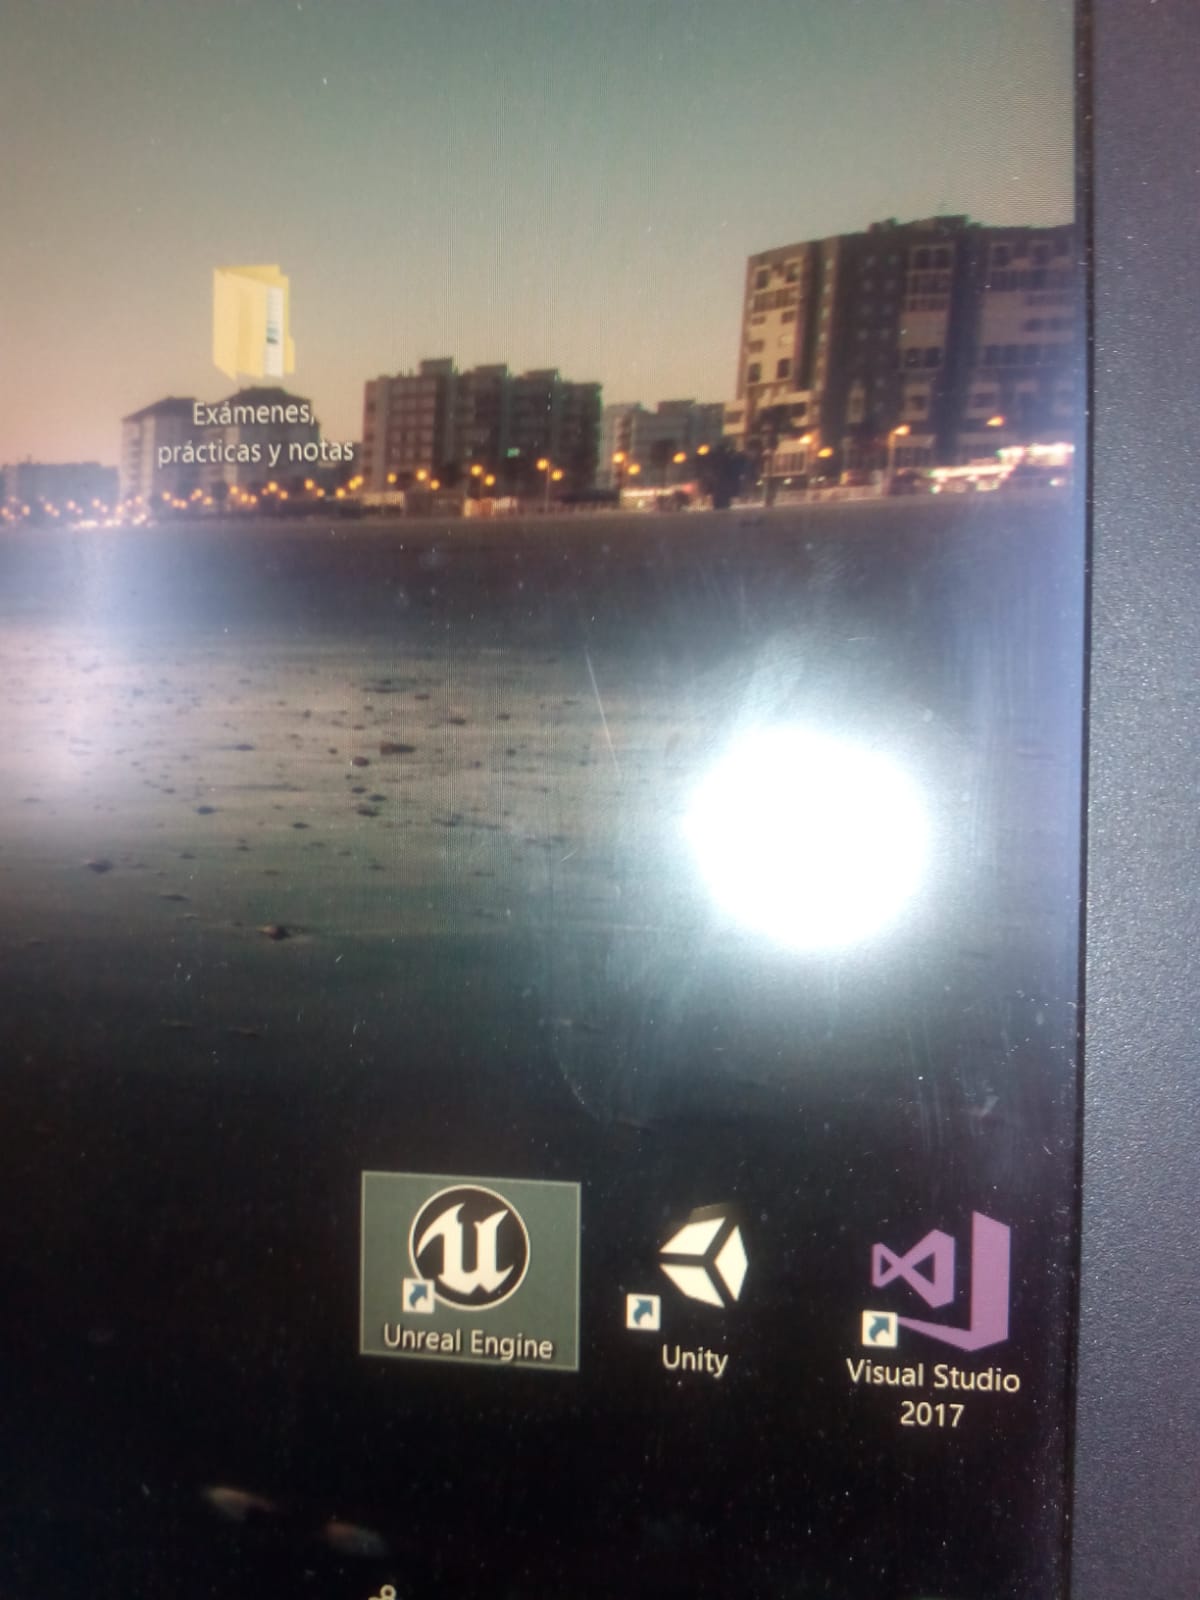 Exámenes,
prácticas y notas
Unreal Engine
Unity
Visual Studio
2017